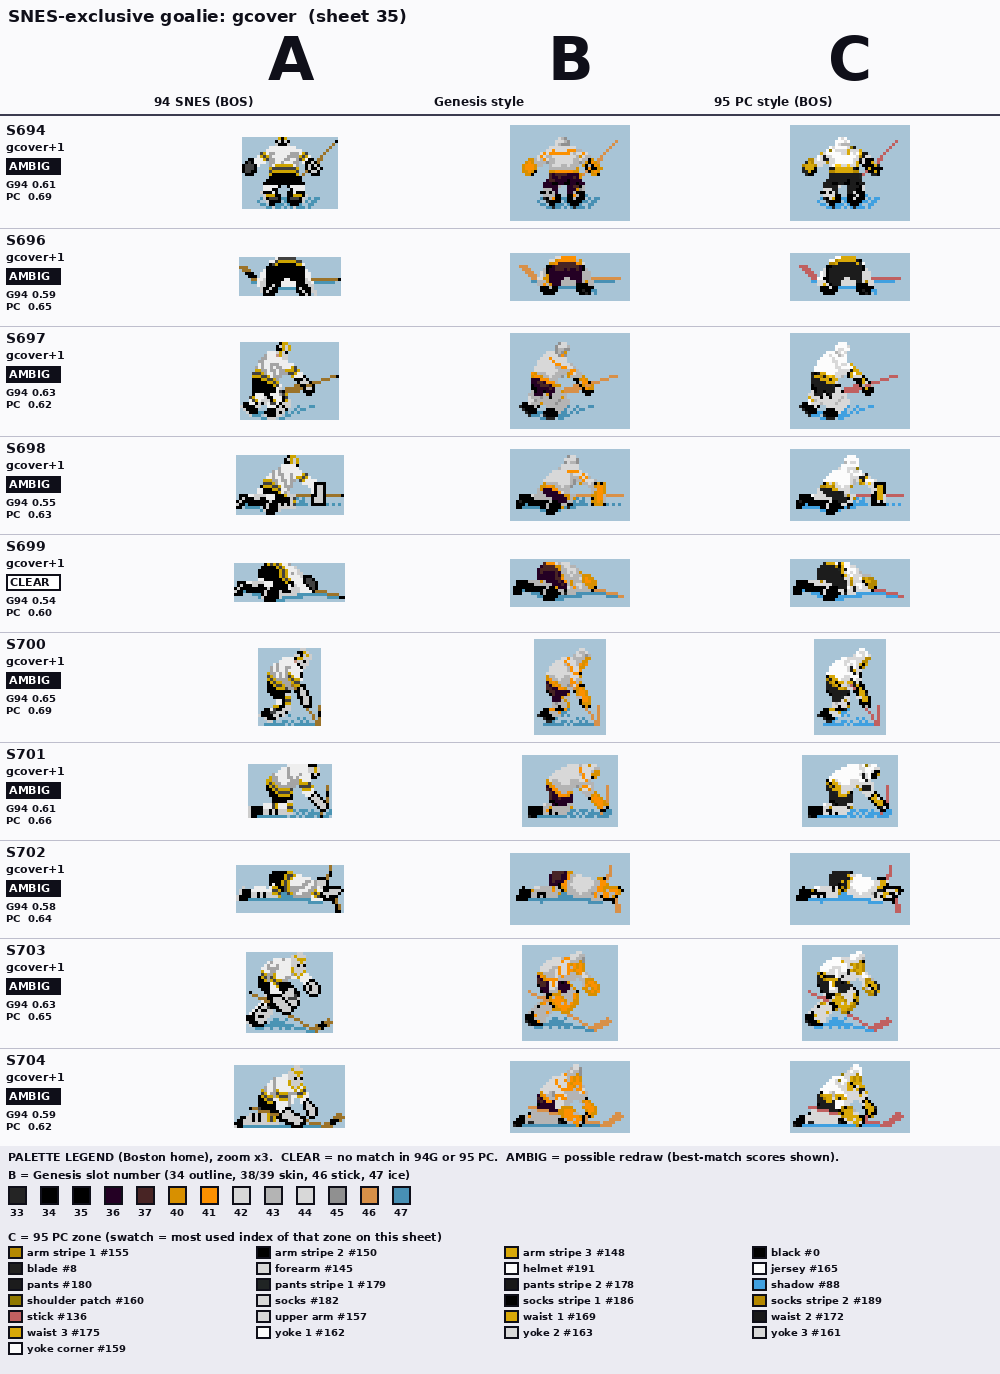 SNES-exclusive goalie: gcover (sheet 35)
A B C
94 SNES (BOS) Genesis style 95 PC style (BOS)
S694
gcover+1
AMBIG
G94 0.61
PC 0.69
S696
gcover+1
AMBIG
G94 0.59
PC 0.65
S697
gcover+1
AMBIG
G94 0.63
PC 0.62
S698
gcover+1
AMBIG
G94 0.55
PC 0.63
S699
gcover+1
CLEAR
G94 0.54
PC 0.60
S700
gcover+1
AMBIG
G94 0.65
PC 0.69
S701
gcover+1
AMBIG
G94 0.61
PC 0.66
S702
gcover+1
AMBIG
G94 0.58
PC 0.64
S703
gcover+1
AMBIG
G94 0.63
PC 0.65
S704
gcover+1
AMBIG
G94 0.59
PC 0.62
PALETTE LEGEND (Boston home), zoom x3. CLEAR = no match in 94G or 95 PC. AMBIG = possible redraw (best-match scores shown).
B = Genesis slot number (34 outline, 38/39 skin, 46 stick, 47 ice)
33 34 35 36 37 40 41 42 43 44 45 46 47
C = 95 PC zone (swatch = most used index of that zone on this sheet)
arm stripe 1 #155 arm stripe 2 #150 arm stripe 3 #148 black #0
blade #8 forearm #145 helmet #191 jersey #165
pants #180 pants stripe 1 #179 pants stripe 2 #178 shadow #88
shoulder patch #160 socks #182 socks stripe 1 #186 socks stripe 2 #189
stick #136 upper arm #157 waist 1 #169 waist 2 #172
waist 3 #175 yoke 1 #162 yoke 2 #163 yoke 3 #161
yoke corner #159